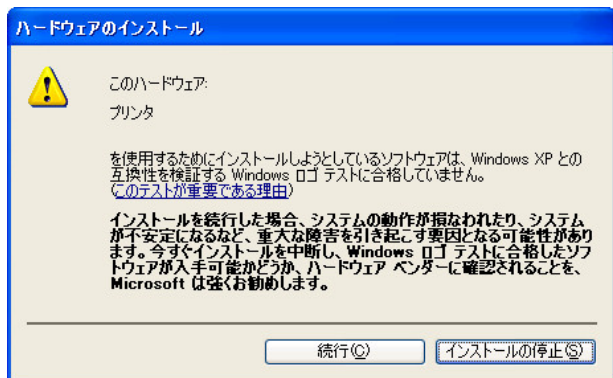 ハードウェアのインストール
このハードウェア:
プリンタ
を使用するためにインストールしようとしているソフトウェアは、Windows XP との
互換性を検証する Windows ロゴ テストに合格していません。
(このテストが重要である理由)
インストールを続行した場合、システムの動作が損なわれたり、システム
が不安定になるなど、重大な障害を引き起こす要因となる可能性があり
ます。今すぐインストールを中断し、Windows ロゴ テストに合格したソフ
トウェアが入手可能かどうか、ハードウェア ベンダーに確認されることを、
Microsoft は強くお勧めします。
続行(C)
インストールの停止(S)